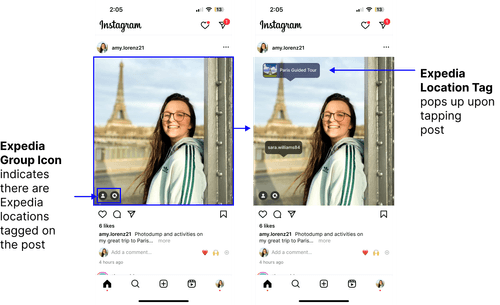 2:05
Instagram
1
amy.lorenz21
6 likes
amy.lorenz21 Photodump and activities on
my great trip to Paris... more
Add a comment...
4 hours ago
2:05
Instagram
1
amy.lorenz21
Paris Guided Tour
sara.williams94
6 likes
amy.lorenz21 Photodump and activities on
my great trip to Paris... more
Add a comment...
4 hours ago
Expedia
Group Icon
indicates
there are
Expedia
locations
tagged on
the post
Expedia
Location Tag
pops up upon
tapping
post